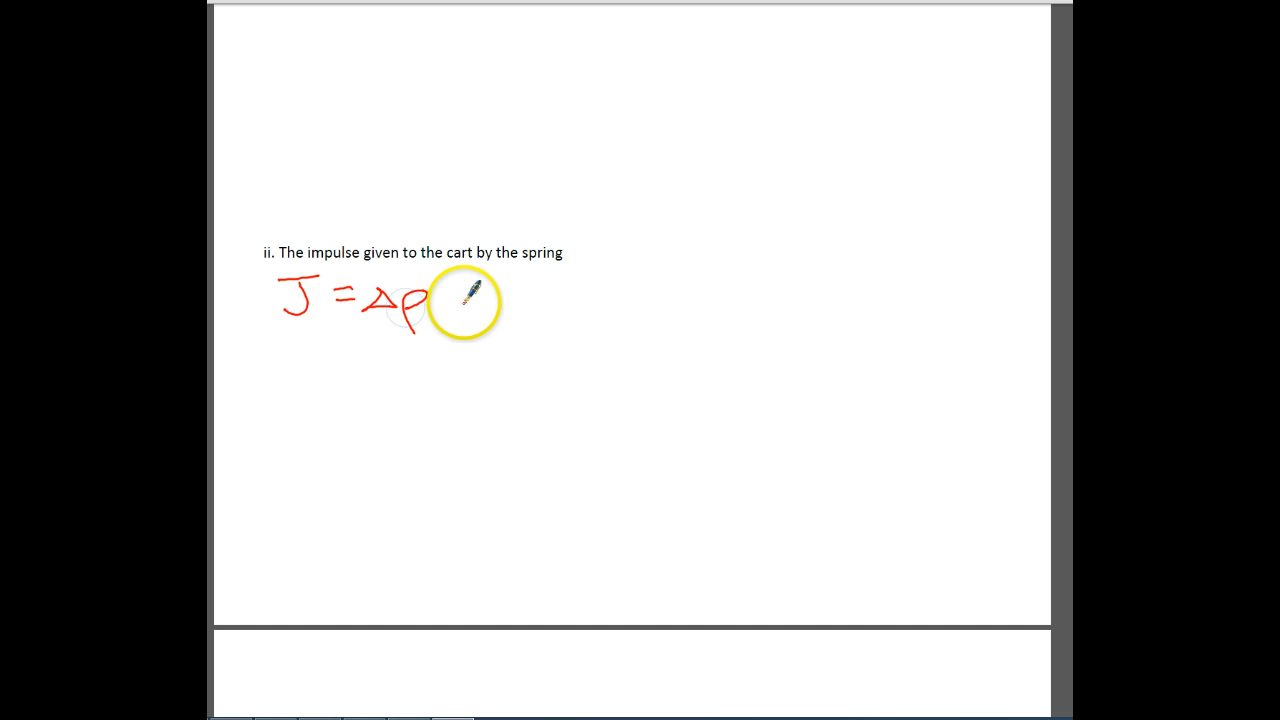 ii. The impulse given to the cart by the spring
J = Δp